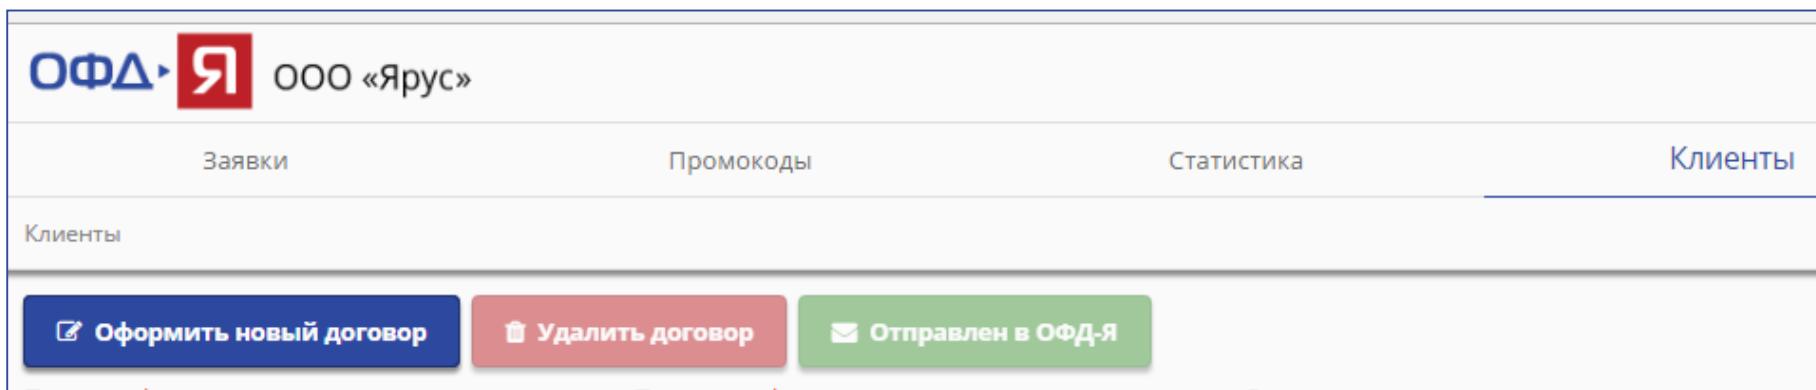 ОФД Я ООО «Ярус»
Заявки Промокоды Статистика Клиенты
Клиенты
Оформить новый договор Удалить договор Отправлен в ОФД-Я